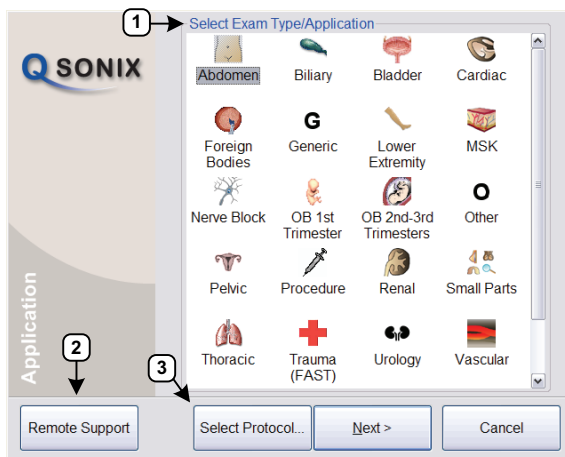 1
Select Exam Type/Application
Q SONIX
Abdomen
Biliary
Bladder
Cardiac
Foreign
Bodies
G
Generic
Lower
Extremity
MSK
Nerve Block
OB 1st
Trimester
OB 2nd-3rd
Trimesters
O
Other
Pelvic
Procedure
Renal
Small Parts
Thoracic
Trauma
(FAST)
Urology
Vascular
Application
2
3
Remote Support
Select Protocol...
Next >
Cancel